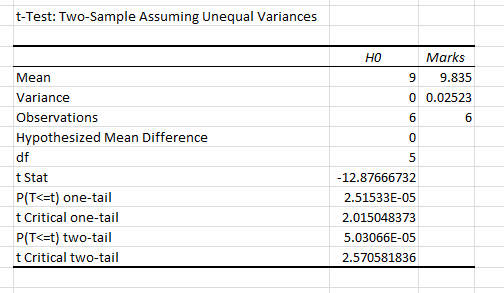 t-Test: Two-Sample Assuming Unequal Variances
H0 Marks
Mean 9 9.835
Variance 0 0.02523
Observations 6 6
Hypothesized Mean Difference 0
df 5
t Stat -12.87666732
P(T<=t) one-tail 2.51533E-05
t Critical one-tail 2.015048373
P(T<=t) two-tail 5.03066E-05
t Critical two-tail 2.570581836